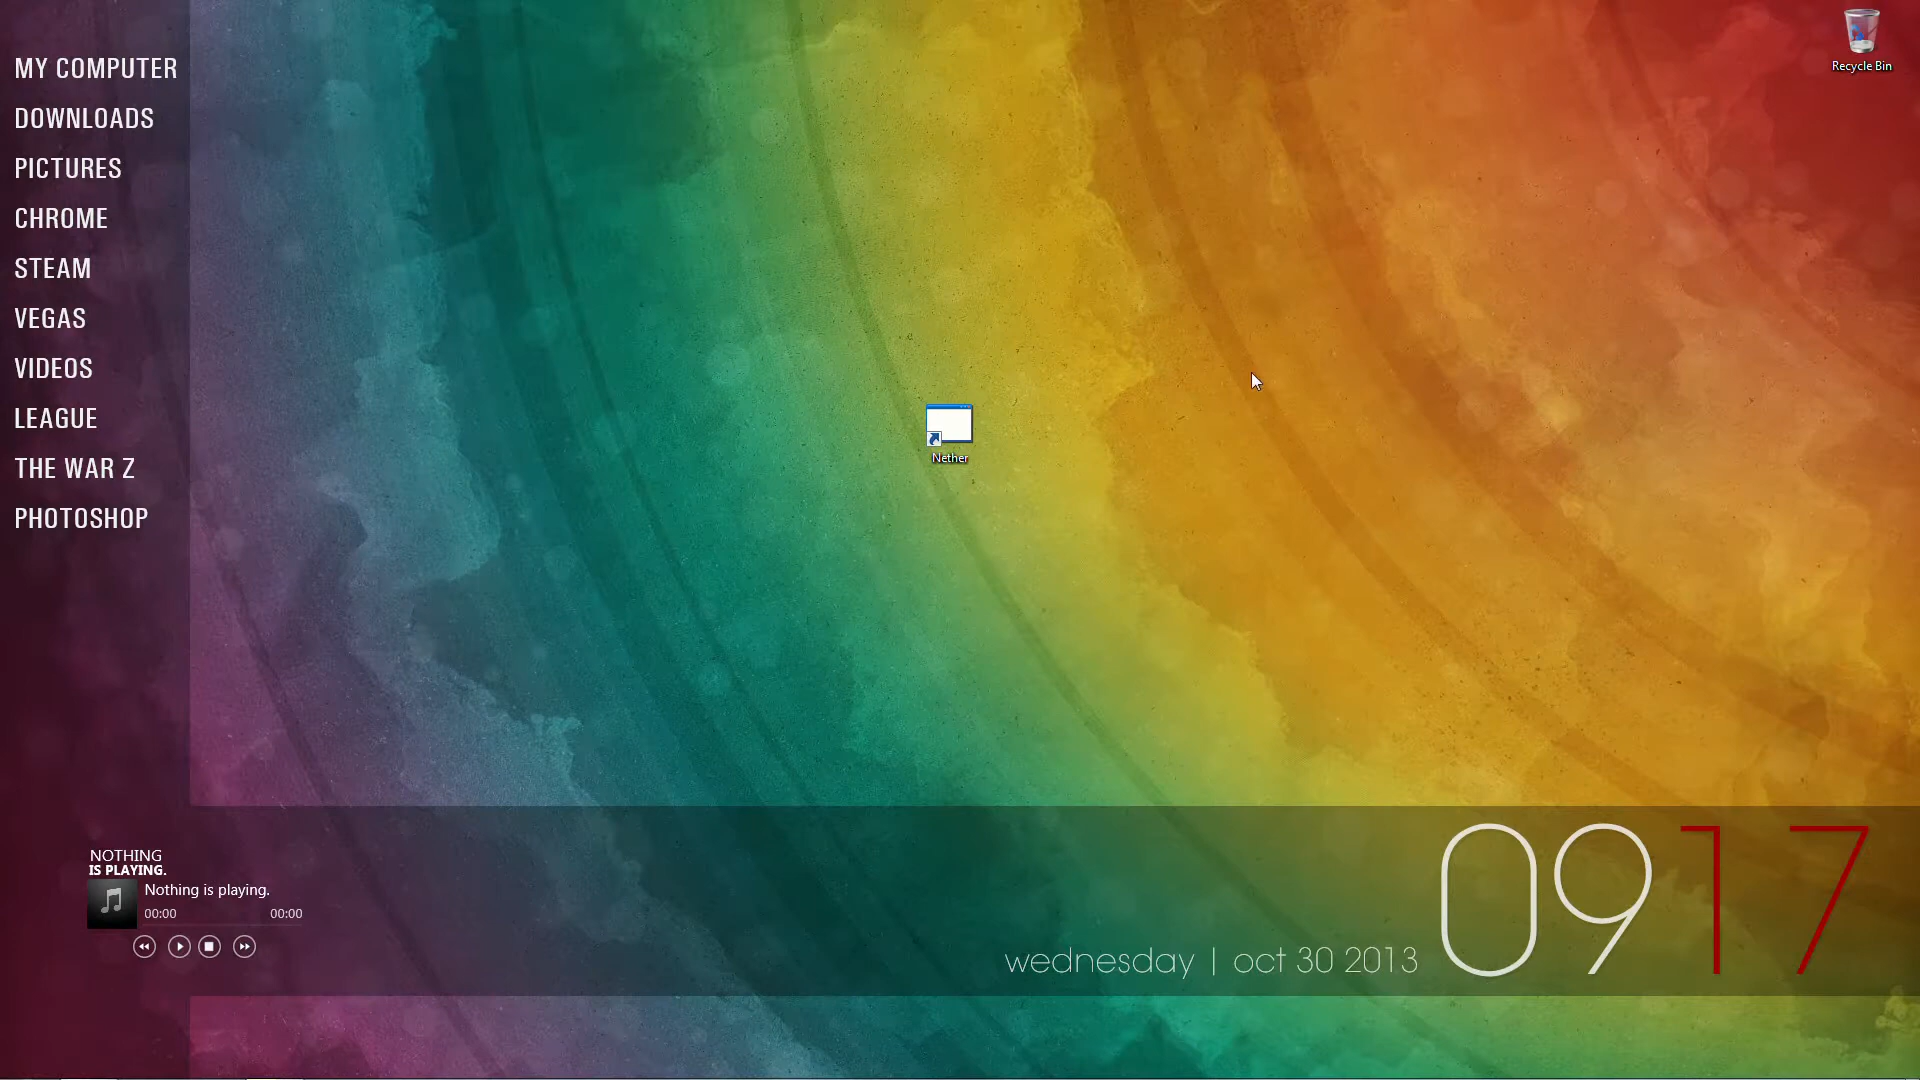 MY COMPUTER
DOWNLOADS
PICTURES
CHROME
STEAM
VEGAS
VIDEOS
LEAGUE
THE WAR Z
PHOTOSHOP
Recycle Bin
Nether
NOTHING
IS PLAYING.
Nothing is playing.
00:00 00:00
wednesday | oct 30 2013
0917